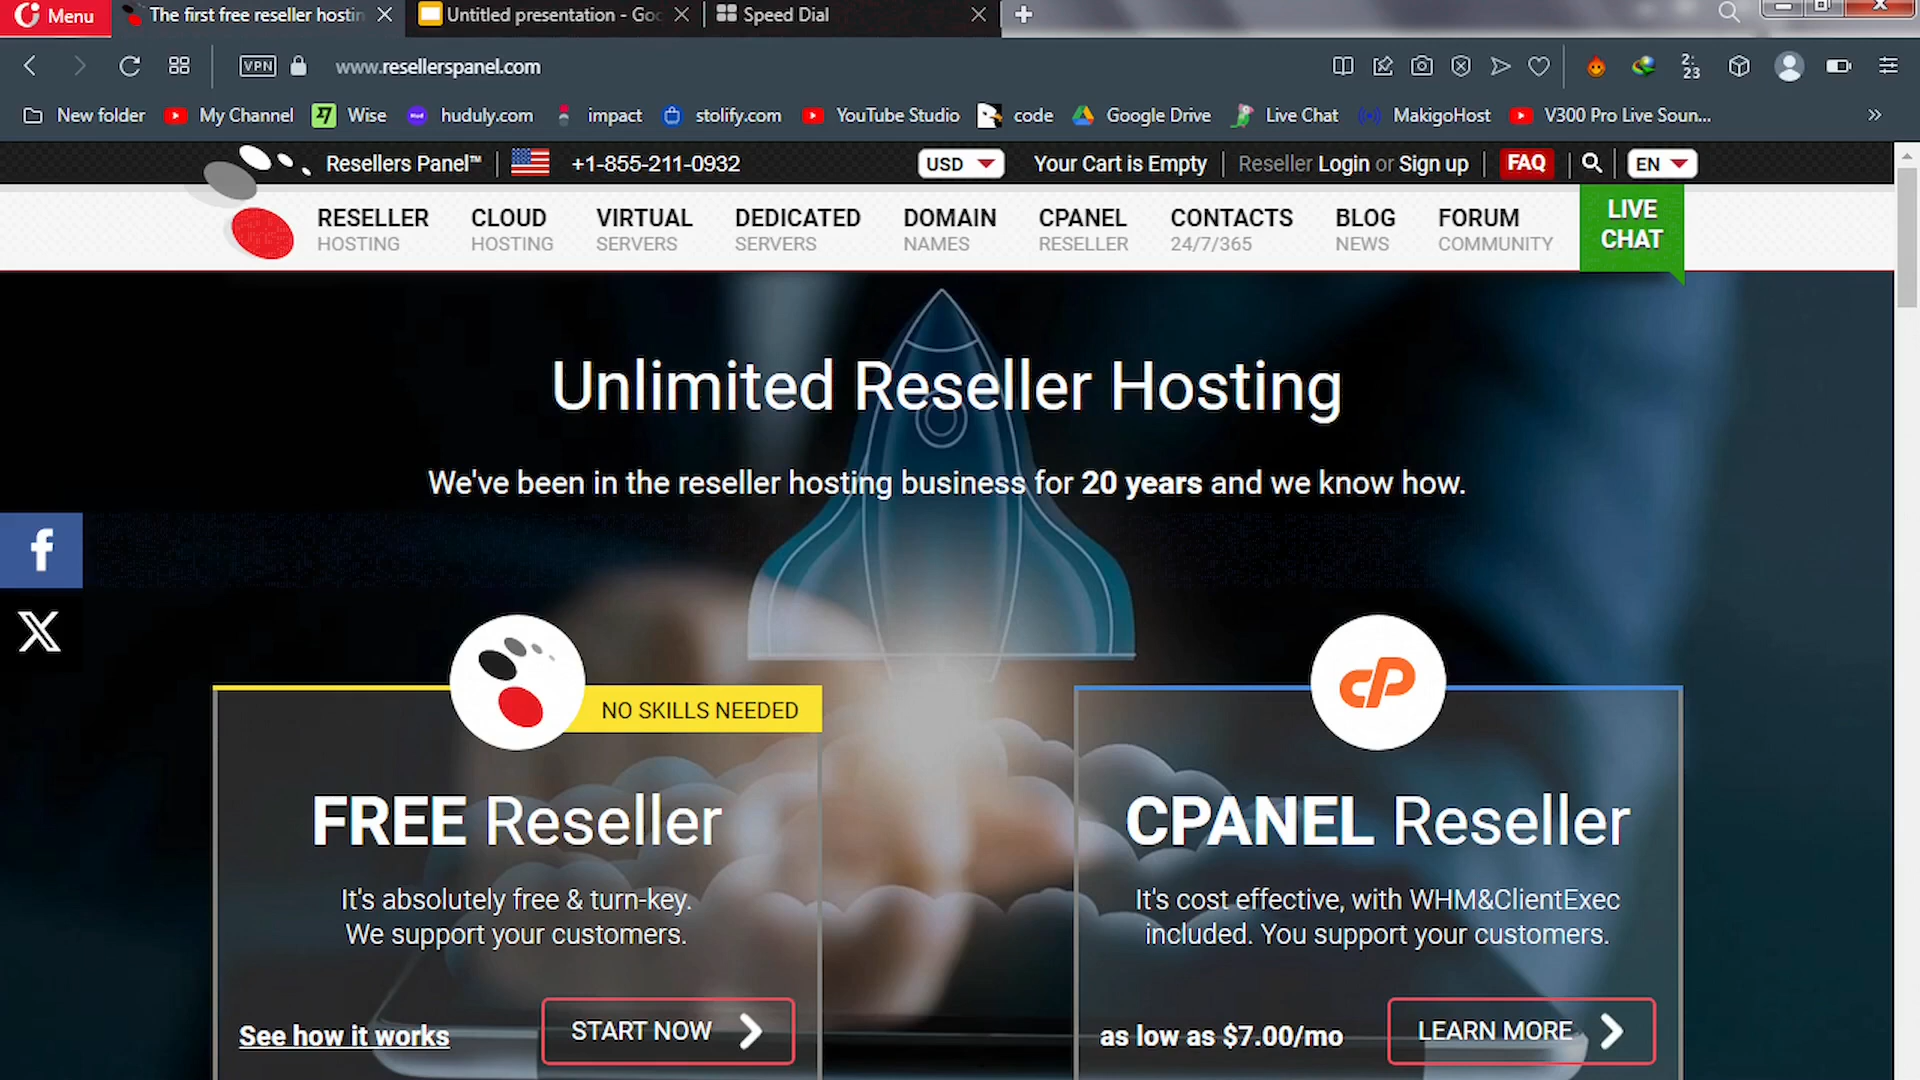 Menu
The first free reseller hostin
Untitled presentation - Goo
Speed Dial
VPN
www.resellerspanel.com
2:
23
New folder
My Channel
Wise
huduly.com
impact
stolify.com
YouTube Studio
code
Google Drive
Live Chat
MakigoHost
V300 Pro Live Soun...
Resellers Panel™
+1-855-211-0932
USD
Your Cart is Empty
Reseller Login or Sign up
FAQ
EN
RESELLER
HOSTING
CLOUD
HOSTING
VIRTUAL
SERVERS
DEDICATED
SERVERS
DOMAIN
NAMES
CPANEL
RESELLER
CONTACTS
24/7/365
BLOG
NEWS
FORUM
COMMUNITY
LIVE
CHAT
Unlimited Reseller Hosting
We've been in the reseller hosting business for 20 years and we know how.
NO SKILLS NEEDED
FREE Reseller
It's absolutely free & turn-key.
We support your customers.
See how it works
START NOW
cP
CPANEL Reseller
It's cost effective, with WHM&ClientExec
included. You support your customers.
as low as $7.00/mo
LEARN MORE